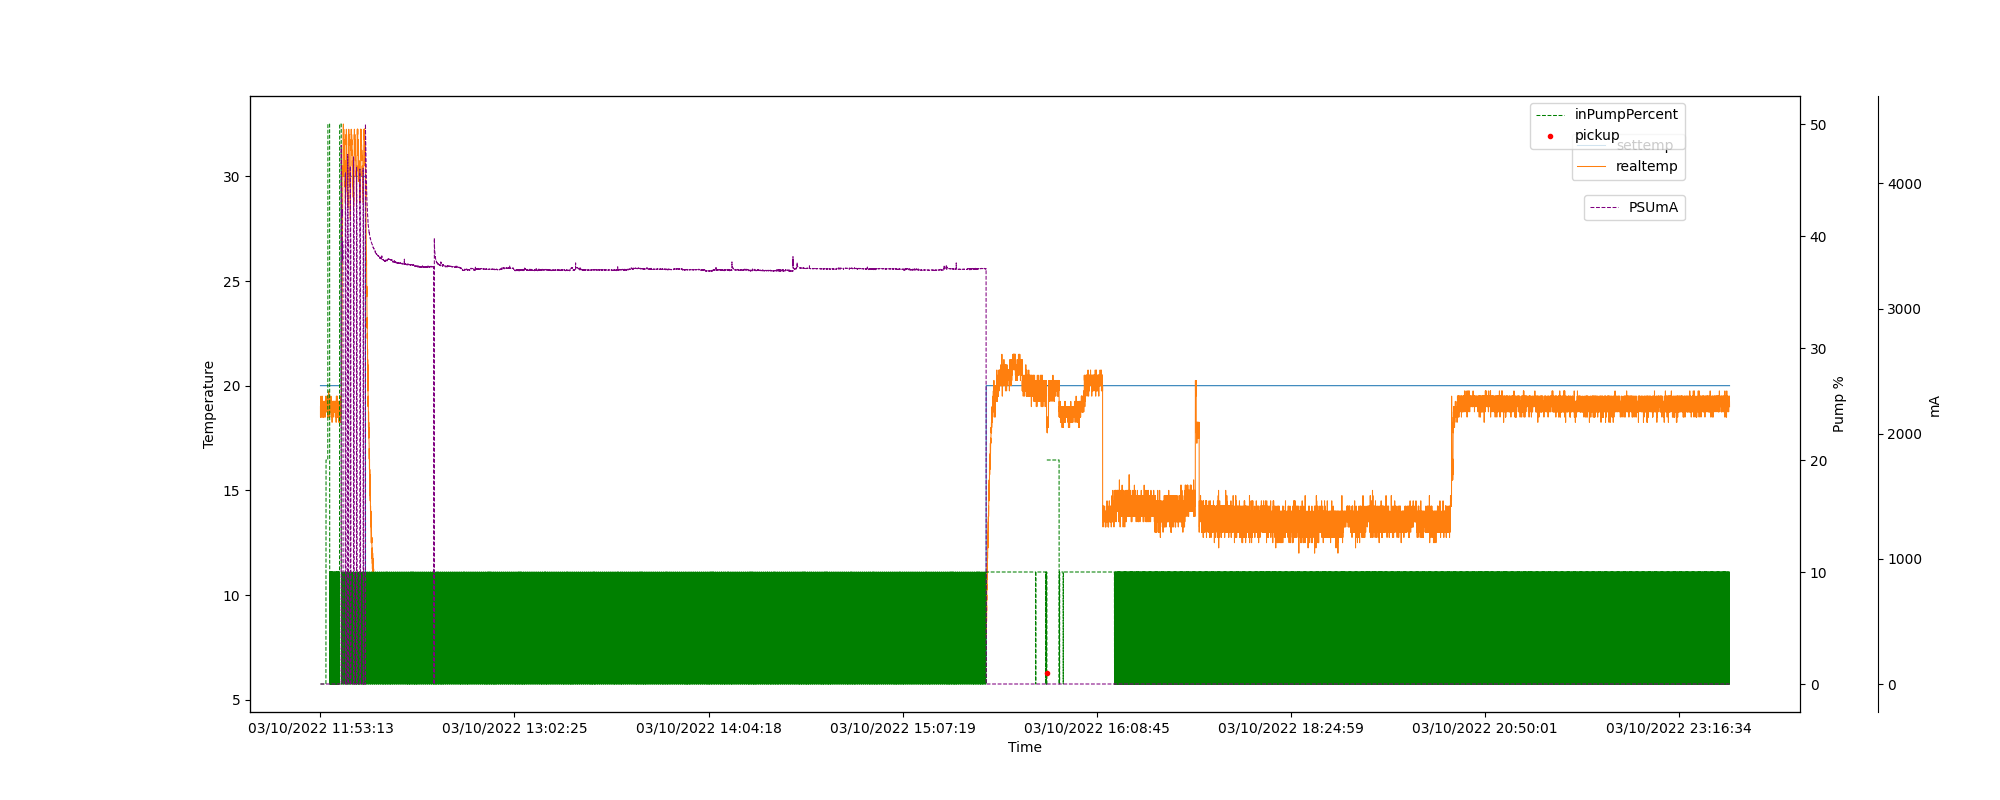 inPumpPercent
pickup
settemp
realtemp
PSUmA
Temperature
30
25
20
15
10
5
50
40
30
20
10
0
Pump %
4000
3000
2000
1000
0
mA
03/10/2022 11:53:13
03/10/2022 13:02:25
03/10/2022 14:04:18
03/10/2022 15:07:19
03/10/2022 16:08:45
03/10/2022 18:24:59
03/10/2022 20:50:01
03/10/2022 23:16:34
Time